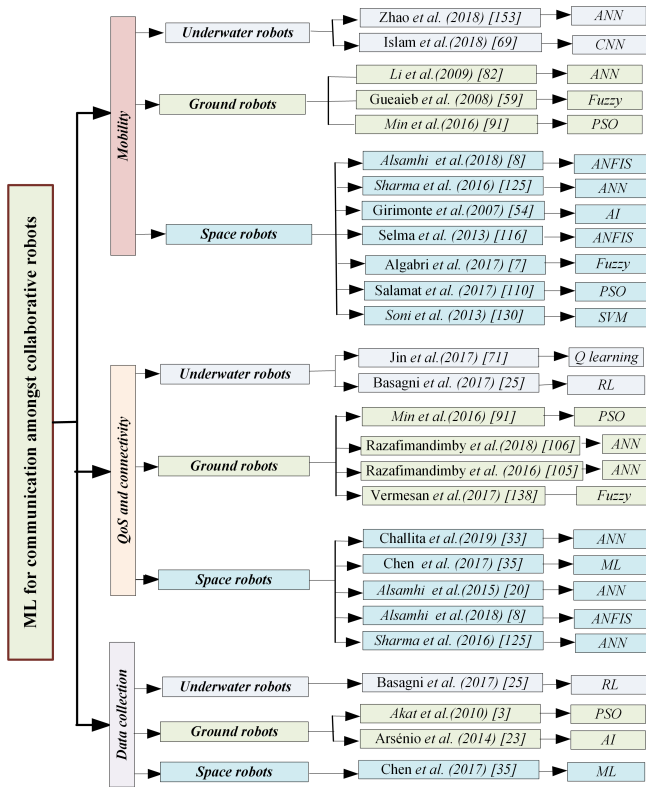 ML for communication amongst collaborative robots
Mobility
Underwater robots
Zhao et al. (2018) [153]
ANN
Islam et al.(2018) [69]
CNN
Ground robots
Li et al.(2009) [82]
ANN
Gueaieb et al. (2008) [59]
Fuzzy
Min et al.(2016) [91]
PSO
Space robots
Alsamhi et al.(2018) [8]
ANFIS
Sharma et al. (2016) [125]
ANN
Girimonte et al.(2007) [54]
AI
Selma et al. (2013) [116]
ANFIS
Algabri et al. (2017) [7]
Fuzzy
Salamat et al. (2017) [110]
PSO
Soni et al. (2013) [130]
SVM
QoS and connectivity
Underwater robots
Jin et al.(2017) [71]
Q learning
Basagni et al. (2017) [25]
RL
Ground robots
Min et al.(2016) [91]
PSO
Razafimandimby et al.(2018) [106]
ANN
Razafimandimby et al. (2016) [105]
ANN
Vermesan et al.(2017) [138]
Fuzzy
Space robots
Challita et al.(2019) [33]
ANN
Chen et al. (2017) [35]
ML
Alsamhi et al.(2015) [20]
ANN
Alsamhi et al.(2018) [8]
ANFIS
Sharma et al. (2016) [125]
ANN
Data collection
Underwater robots
Basagni et al. (2017) [25]
RL
Ground robots
Akat et al.(2010) [3]
PSO
Arsénio et al. (2014) [23]
AI
Space robots
Chen et al. (2017) [35]
ML